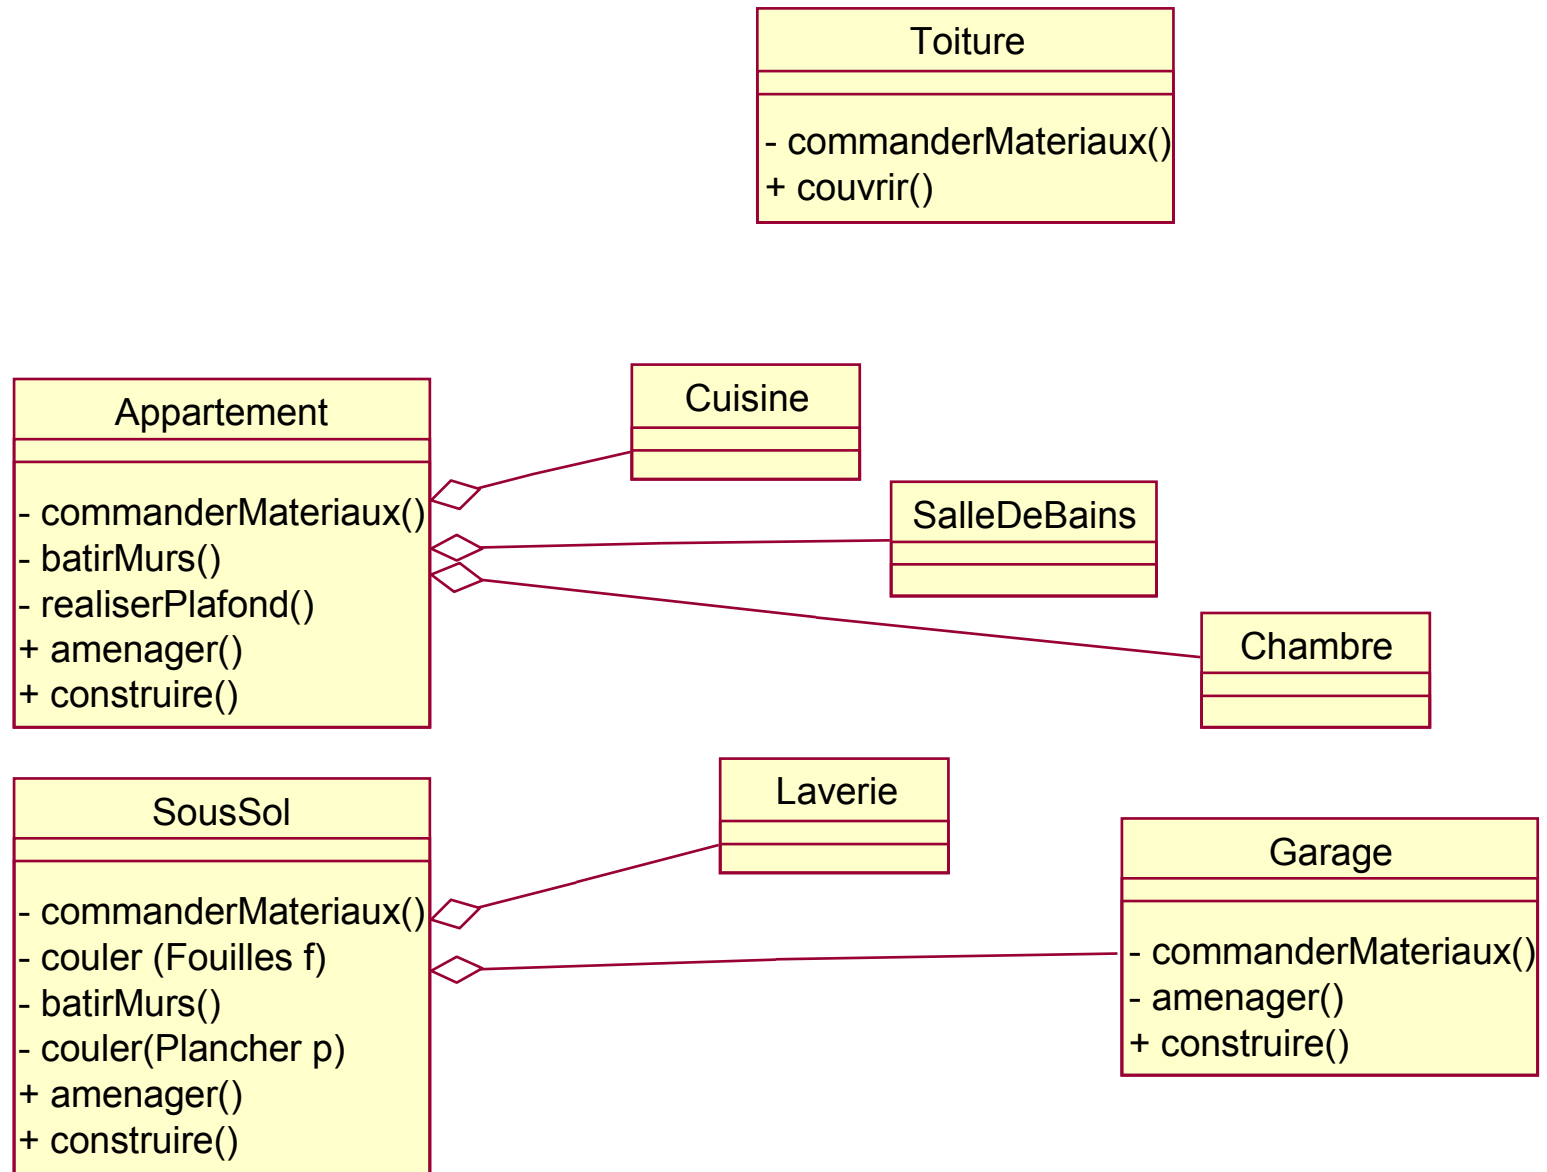 Toiture
- commanderMateriaux()
+ couvrir()
Appartement
- commanderMateriaux()
- batirMurs()
- realiserPlafond()
+ amenager()
+ construire()
Cuisine
SalleDeBains
Chambre
SousSol
- commanderMateriaux()
- couler (Fouilles f)
- batirMurs()
- couler(Plancher p)
+ amenager()
+ construire()
Laverie
Garage
- commanderMateriaux()
- amenager()
+ construire()